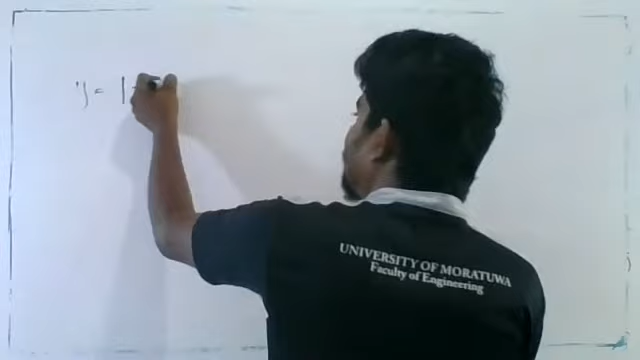 y = 1
UNIVERSITY OF MORATUWA
Faculty of Engineering